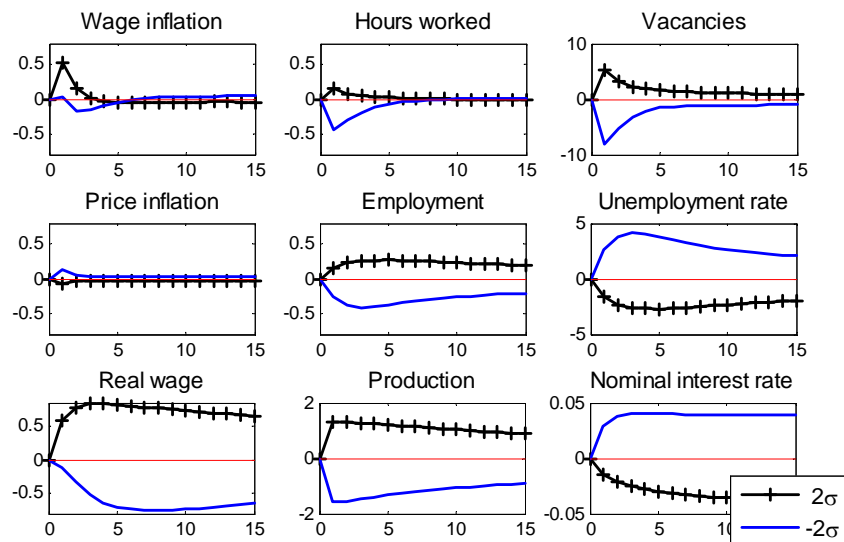 Wage inflation Hours worked Vacancies
0.5 0.5 10
0 0 0
-0.5 -0.5 -10
0 5 10 15 0 5 10 15 0 5 10 15
Price inflation Employment Unemployment rate
0.5 0.5 5
0 0 0
-0.5 -0.5 -5
0 5 10 15 0 5 10 15 0 5 10 15
Real wage Production Nominal interest rate
0.5 2 0.05
0 0 0
-0.5 -2 -0.05
0 5 10 15 0 5 10 15 0 5
2σ
-2σ